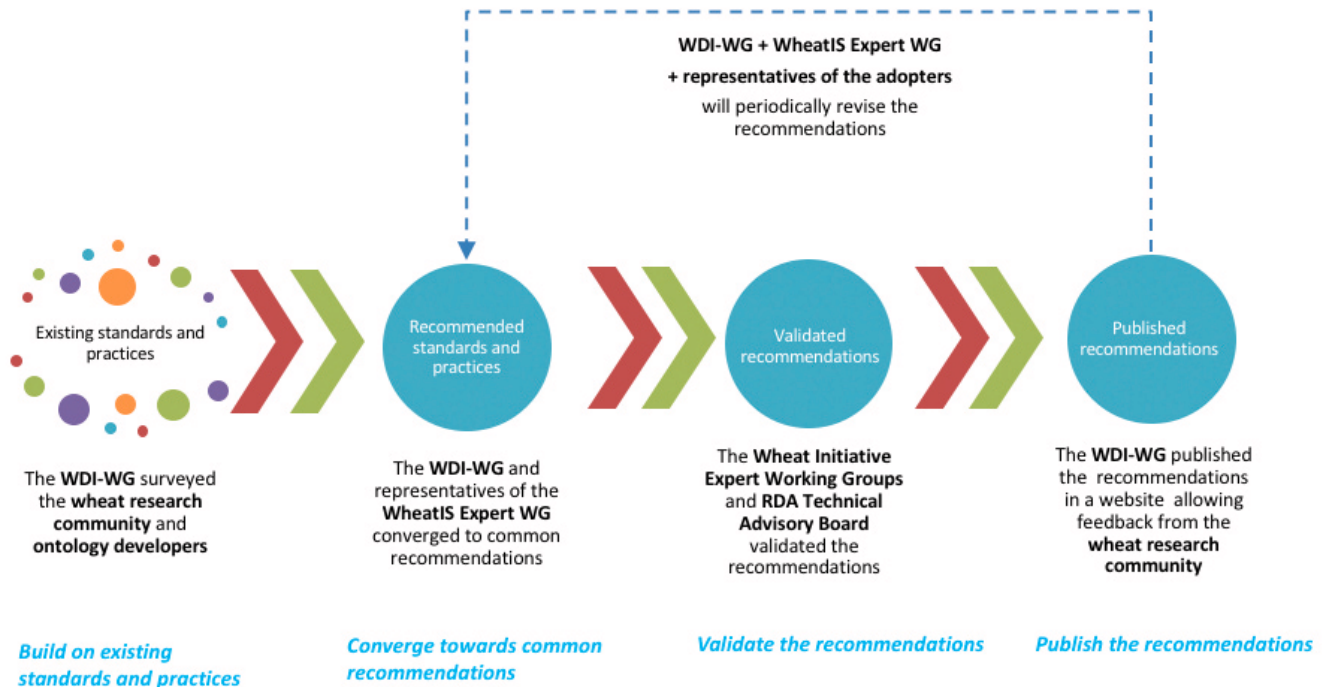 WDI-WG + WheatIS Expert WG
+ representatives of the adopters
will periodically revise the
recommendations
Existing standards and
practices
Recommended
standards and
practices
Validated
recommendations
Published
recommendations
The WDI-WG surveyed
the wheat research
community and
ontology developers
The WDI-WG and
representatives of the
WheatIS Expert WG
converged to common
recommendations
The Wheat Initiative
Expert Working Groups
and RDA Technical
Advisory Board
validated the
recommendations
The WDI-WG published
the recommendations
in a website allowing
feedback from the
wheat research
community
Build on existing
standards and practices
Converge towards common
recommendations
Validate the recommendations
Publish the recommendations